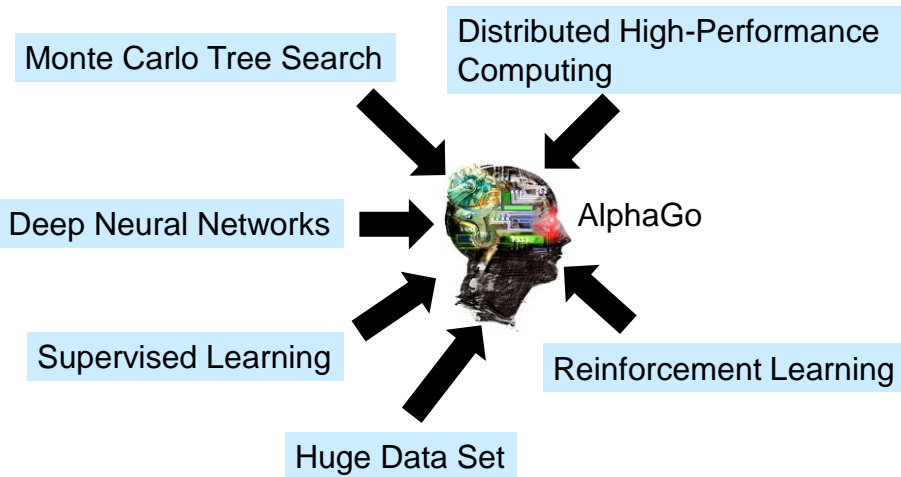 Monte Carlo Tree Search
Distributed High-Performance
Computing
Deep Neural Networks
AlphaGo
Supervised Learning
Reinforcement Learning
Huge Data Set